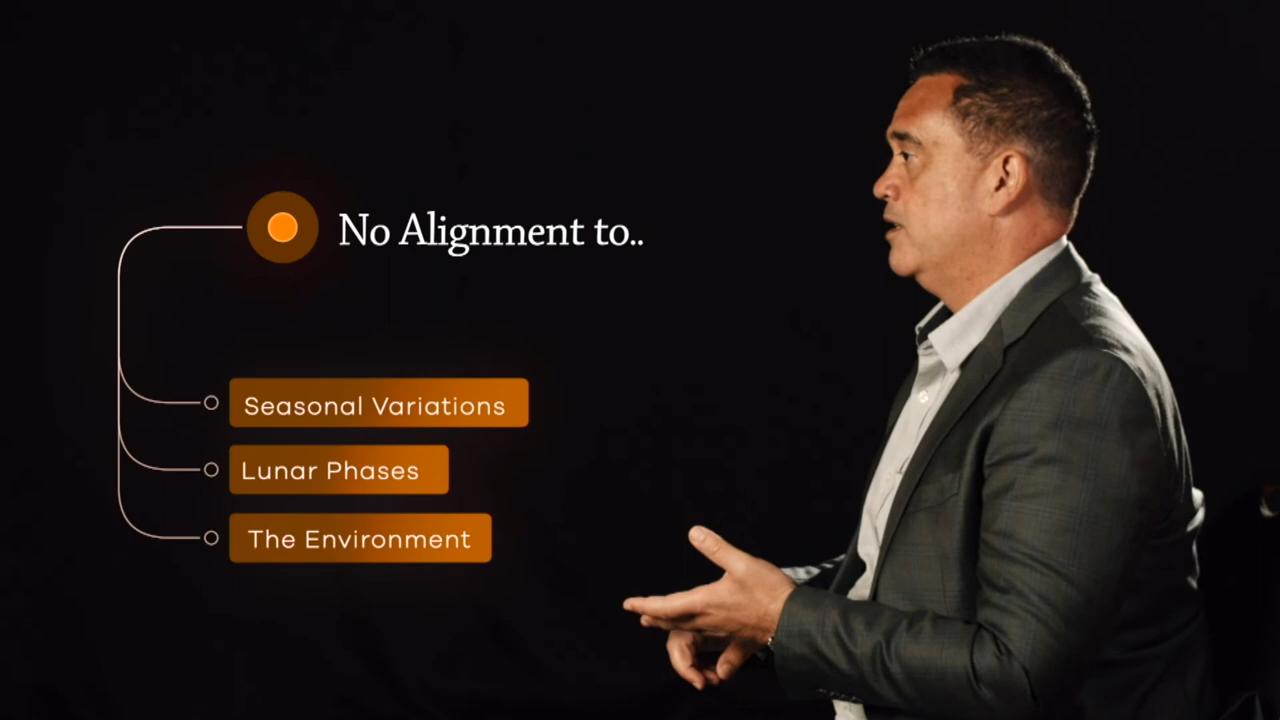 No Alignment to..
Seasonal Variations
Lunar Phases
The Environment